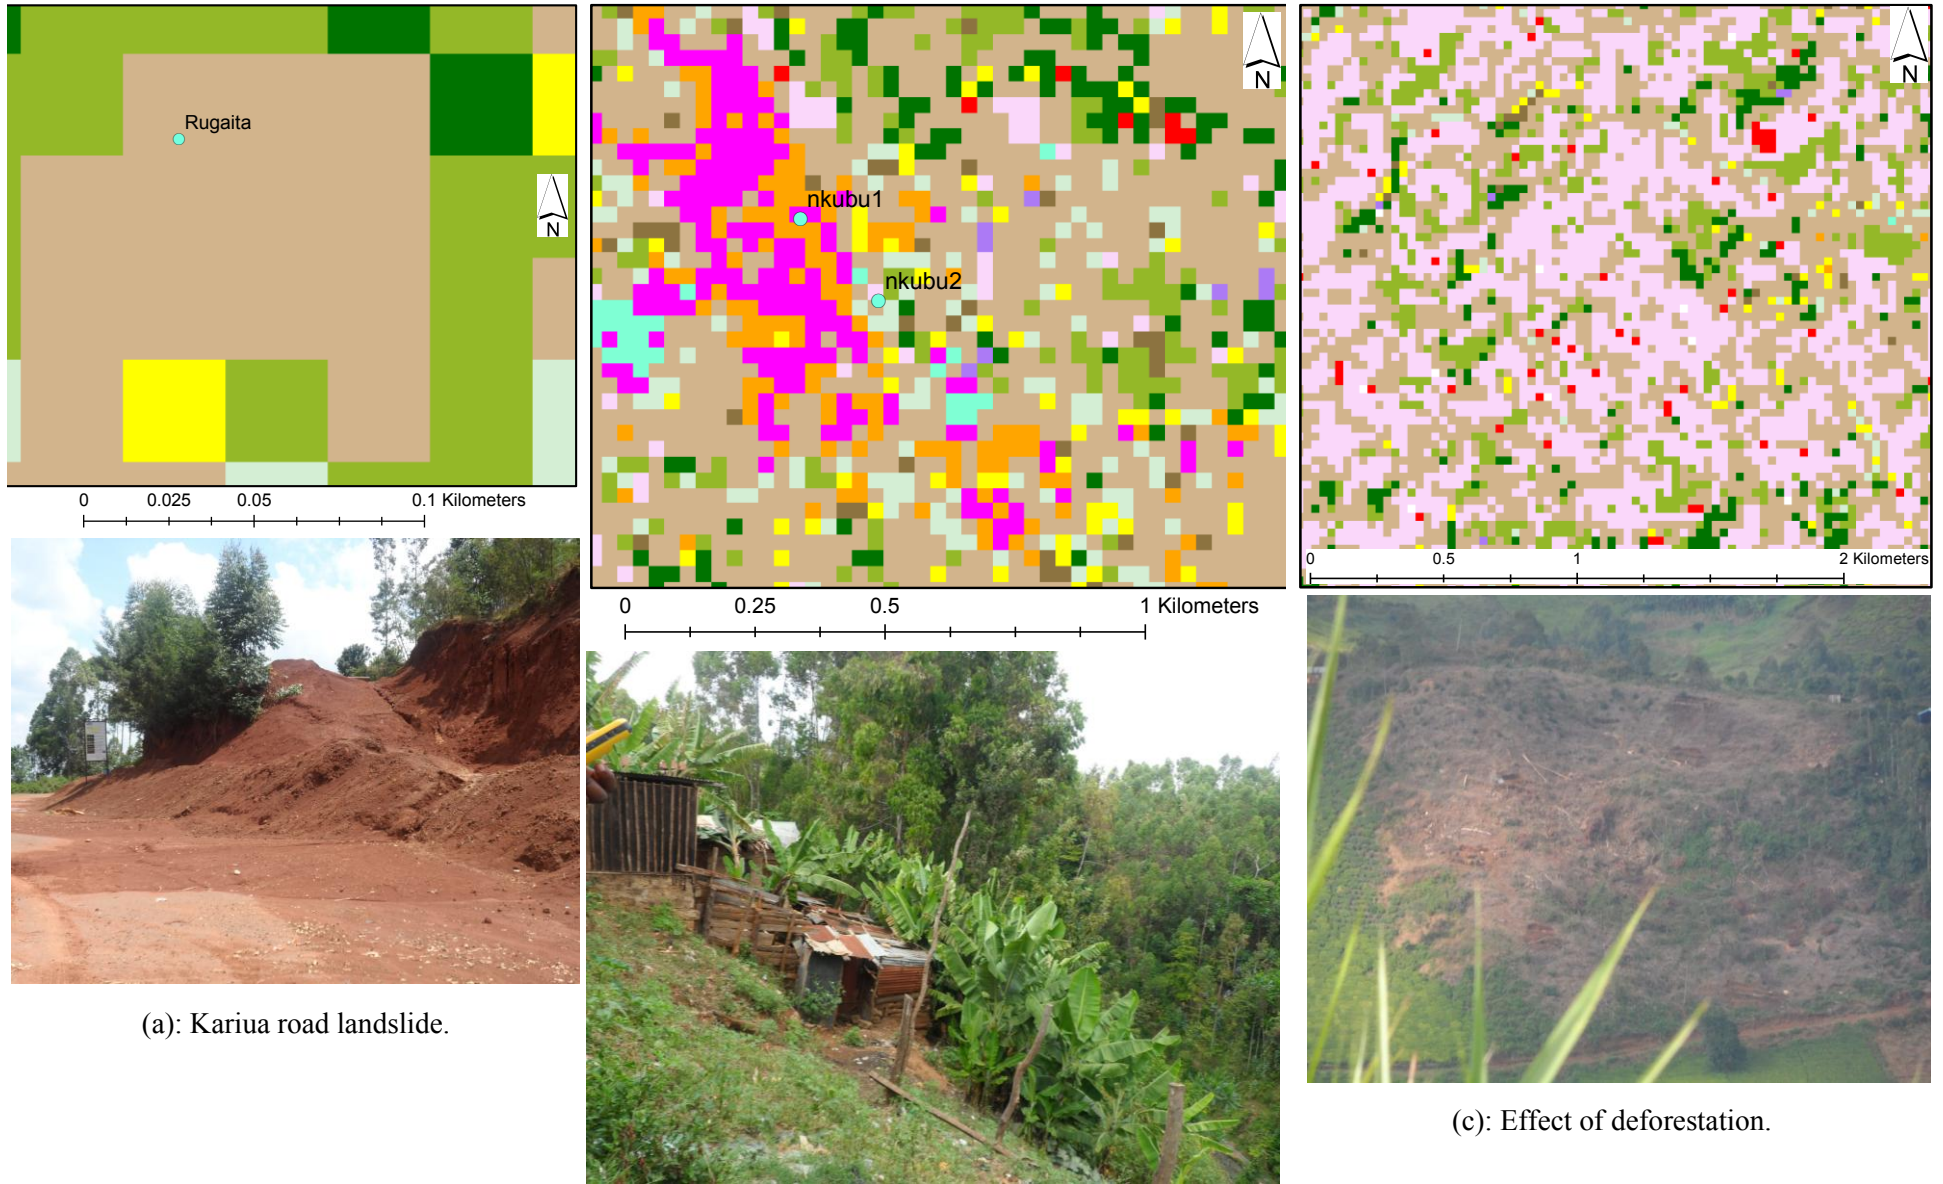 Rugaita
N
0 0.025 0.05 0.1 Kilometers
(a): Kariua road landslide.
N
nkubu1
nkubu2
0 0.25 0.5 1 Kilometers
N
0 0.5 1 2 Kilometers
(c): Effect of deforestation.